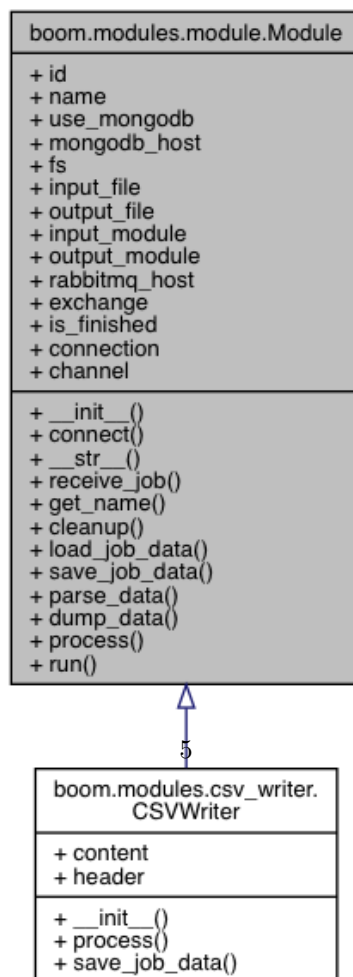 boom.modules.module.Module
+ id
+ name
+ use_mongodb
+ mongodb_host
+ fs
+ input_file
+ output_file
+ input_module
+ output_module
+ rabbitmq_host
+ exchange
+ is_finished
+ connection
+ channel
+ __init__()
+ connect()
+ __str__()
+ receive_job()
+ get_name()
+ cleanup()
+ load_job_data()
+ save_job_data()
+ parse_data()
+ dump_data()
+ process()
+ run()
5
boom.modules.csv_writer.
CSVWriter
+ content
+ header
+ __init__()
+ process()
+ save_job_data()